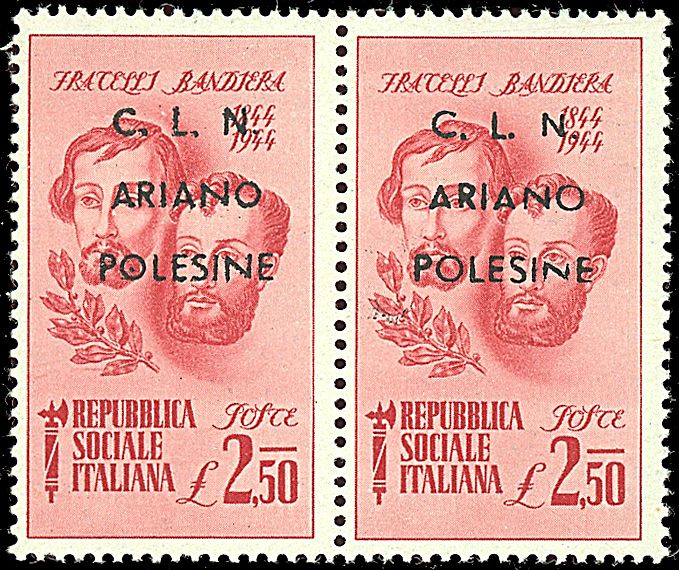 FRATELLI BANDIERA
1844
1944
C. L. N.
ARIANO
POLESINE
REPUBBLICA
SOCIALE
ITALIANA
POSTE
£ 2,50
FRATELLI BANDIERA
1844
1944
C. L. N.
ARIANO
POLESINE
REPUBBLICA
SOCIALE
ITALIANA
POSTE
£ 2,50